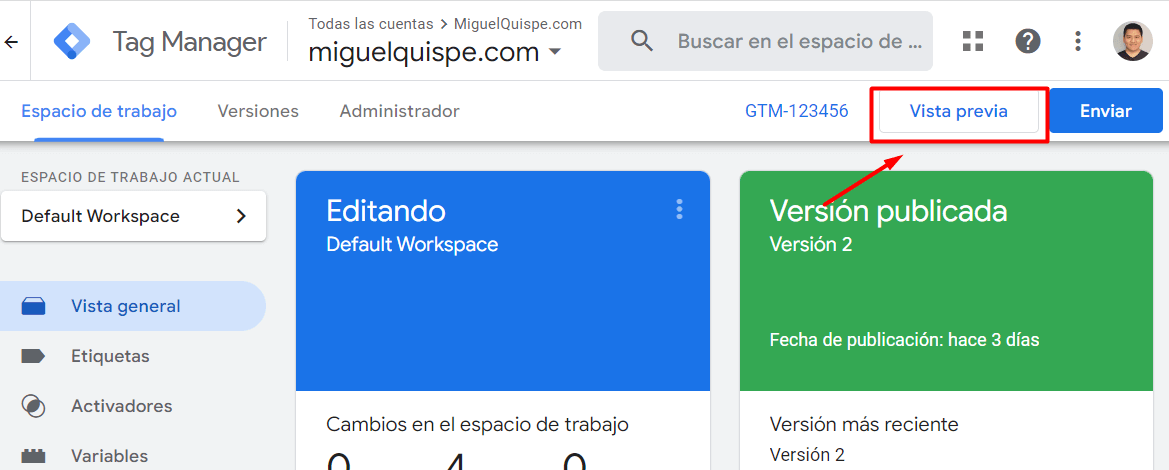 Todas las cuentas > MiguelQuispe.com
Tag Manager
miguelquispe.com
Buscar en el espacio de ...
Espacio de trabajo
Versiones
Administrador
GTM-123456
Vista previa
Enviar
ESPACIO DE TRABAJO ACTUAL
Default Workspace
Vista general
Etiquetas
Activadores
Variables
Editando
Default Workspace
Cambios en el espacio de trabajo
0 4 0
Versión publicada
Versión 2
Fecha de publicación: hace 3 días
Versión más reciente
Versión 2